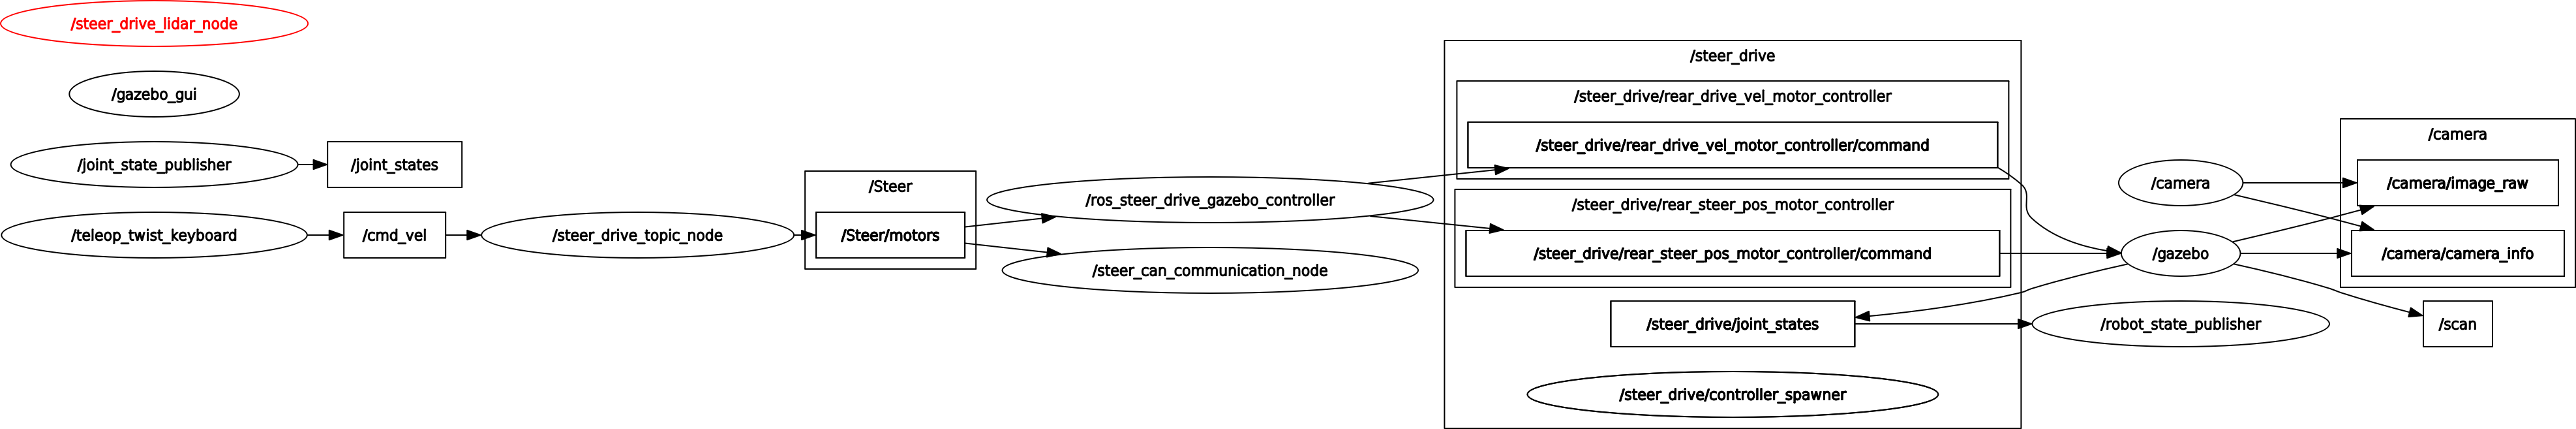 /steer_drive_lidar_node
/gazebo_gui
/joint_state_publisher
/joint_states
/teleop_twist_keyboard
/cmd_vel
/steer_drive_topic_node
/Steer
/Steer/motors
/ros_steer_drive_gazebo_controller
/steer_can_communication_node
/steer_drive
/steer_drive/rear_drive_vel_motor_controller
/steer_drive/rear_drive_vel_motor_controller/command
/steer_drive/rear_steer_pos_motor_controller
/steer_drive/rear_steer_pos_motor_controller/command
/steer_drive/joint_states
/steer_drive/controller_spawner
/camera
/gazebo
/robot_state_publisher
/camera
/camera/image_raw
/camera/camera_info
/scan